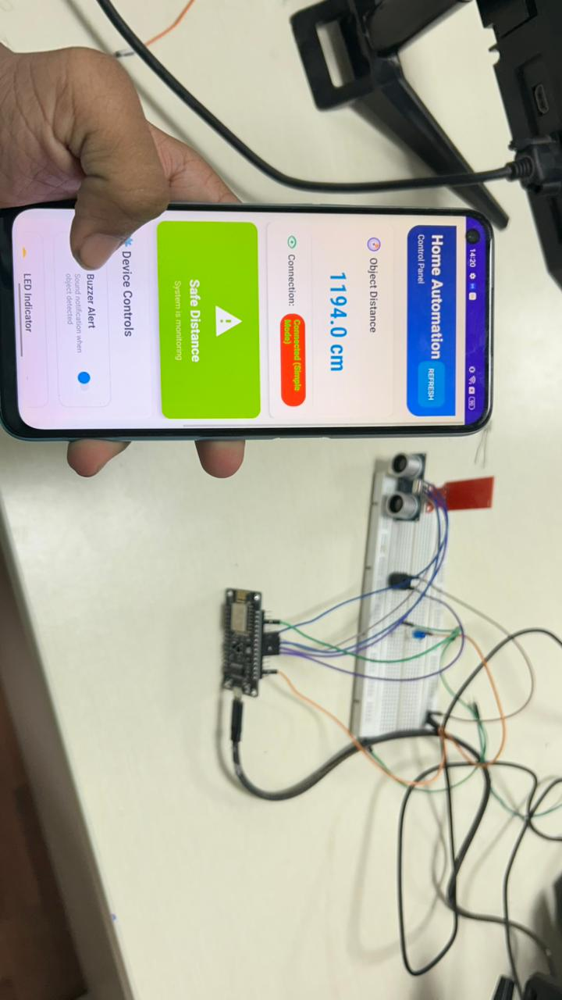 14:20
Home Automation
Control Panel
REFRESH
Object Distance
1194.0 cm
Connection:
Connected (Simple
Mode)
Safe Distance
System is monitoring
Device Controls
Buzzer Alert
Sound notification when
object detected
LED Indicator